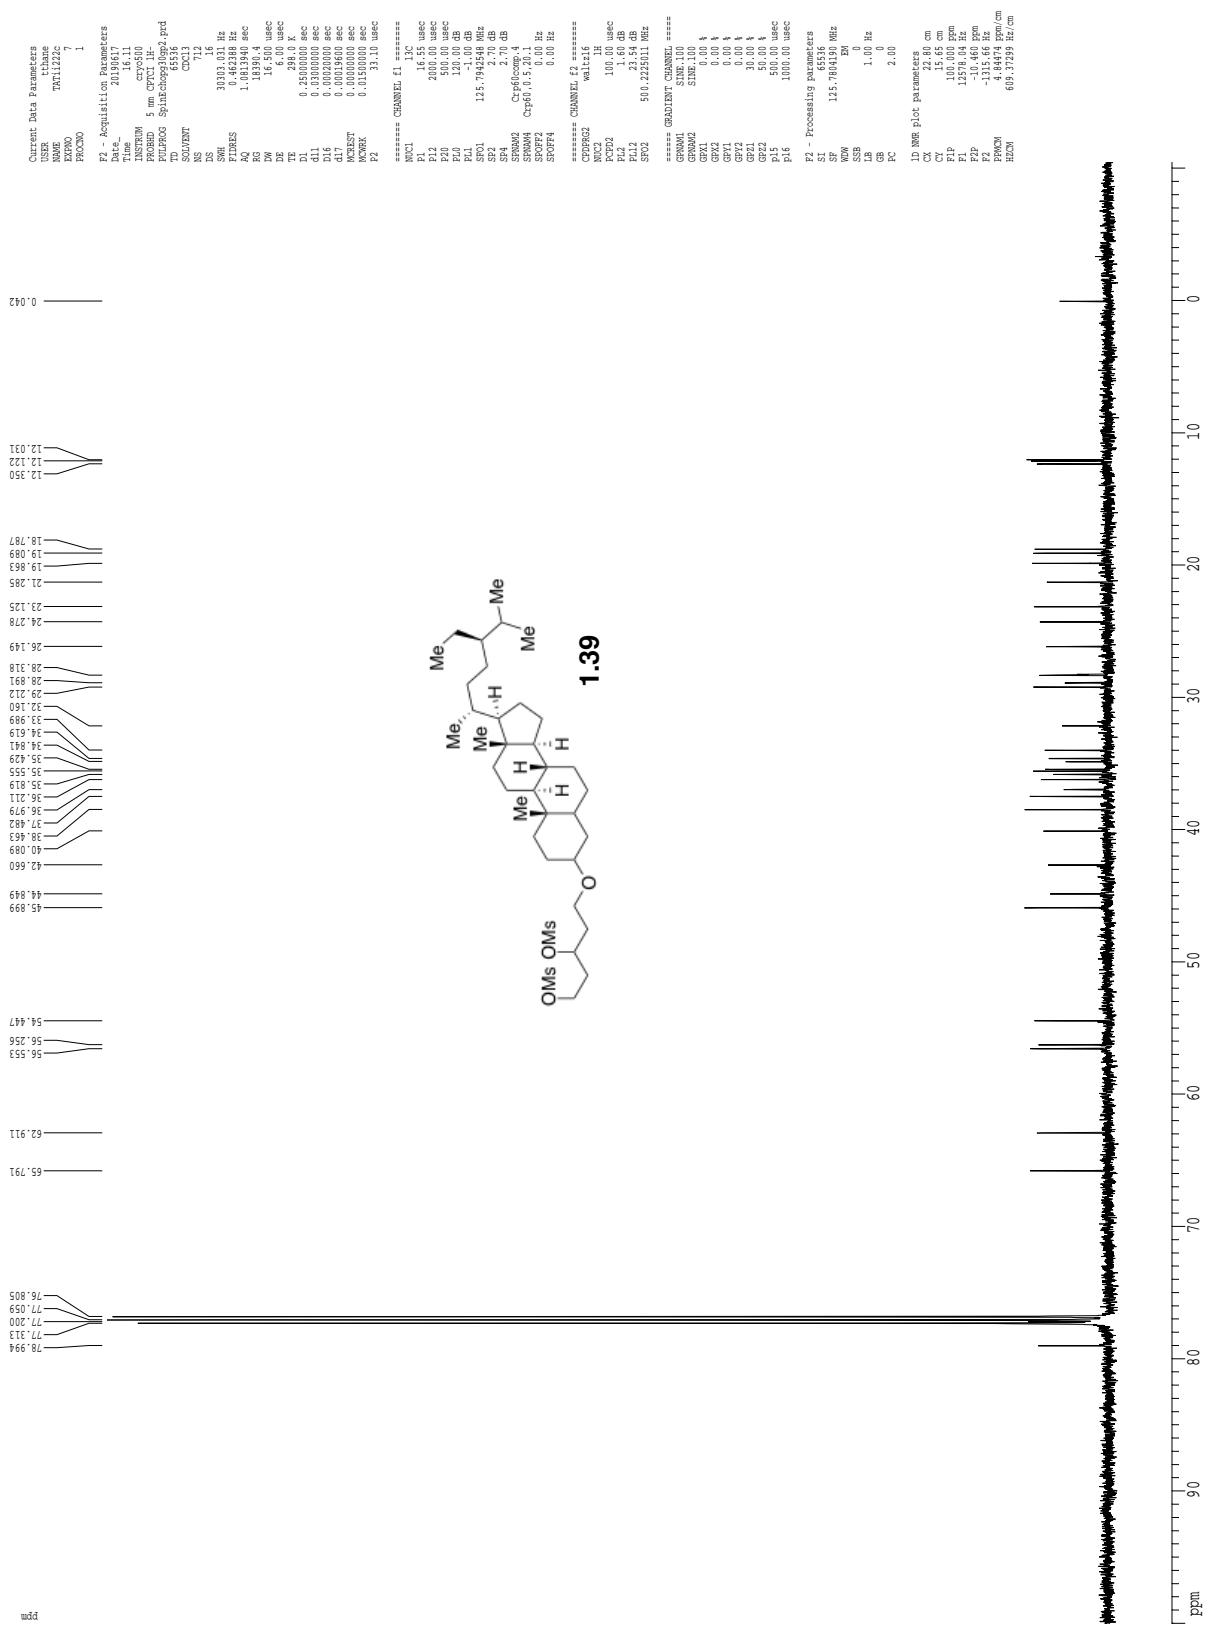 Current Data Parameters
USER tthane
NAME TATi1222c
EXPNO 7
PROCNO 1
F2 - Acquisition Parameters
Date_ 20190617
Time 16.11
INSTRUM cryo500
PROBHD 5 mm CPTCI 1H-
PULPROG SpinEchopg30gp2.prd
TD 65536
SOLVENT CDCl3
NS 712
DS 16
SWH 30303.031 Hz
FIDRES 0.462388 Hz
AQ 1.0813940 sec
RG 18390.4
DW 16.500 usec
DE 6.00 usec
TE 298.0 K
D1 0.25000000 sec
d11 0.03000000 sec
D16 0.00020000 sec
d17 0.00019600 sec
MCREST 0.00000000 sec
MCWRK 0.01500000 sec
P2 33.10 usec
======== CHANNEL f1 ========
NUC1 13C
P1 16.55 usec
P12 2000.00 usec
P20 500.00 usec
PL0 120.00 dB
PL1 -1.00 dB
SFO1 125.7942548 MHz
SP2 2.70 dB
SP4 2.70 dB
SPNAM2 Crp60comp.4
SPNAM4 Crp60,0.5,20.1
SPOFF2 0.00 Hz
SPOFF4 0.00 Hz
======== CHANNEL f2 ========
CPDPRG2 waltz16
NUC2 1H
PCPD2 100.00 usec
PL2 1.60 dB
PL12 23.54 dB
SFO2 500.2225011 MHz
====== GRADIENT CHANNEL =====
GPNAM1 SINE.100
GPNAM2 SINE.100
GPX1 0.00 %
GPX2 0.00 %
GPY1 0.00 %
GPY2 0.00 %
GPZ1 30.00 %
GPZ2 50.00 %
p15 500.00 usec
p16 1000.00 usec
F2 - Processing parameters
SI 65536
SF 125.7804190 MHz
WDW EM
SSB 0
LB 1.00 Hz
GB 0
PC 2.00
1D NMR plot parameters
CX 22.80 cm
CY 15.65 cm
F1P 100.000 ppm
F1 12578.04 Hz
F2P -10.460 ppm
F2 -1315.66 Hz
PPMCM 4.84474 ppm/cm
HZCM 609.37299 Hz/cm
ppm
78.994
77.313
77.200
77.059
76.805
65.791
62.911
56.553
56.256
54.447
45.899
44.849
42.660
40.089
38.463
37.482
36.979
36.211
35.819
35.555
35.429
34.841
34.619
33.989
32.160
29.212
28.891
28.318
26.149
24.278
23.125
21.285
19.863
19.089
18.787
12.350
12.122
12.031
0.042
OMs OMs
O
Me
H
H
H
Me
Me
H
Me
Me
Me
1.39
ppm 90 80 70 60 50 40 30 20 10 0